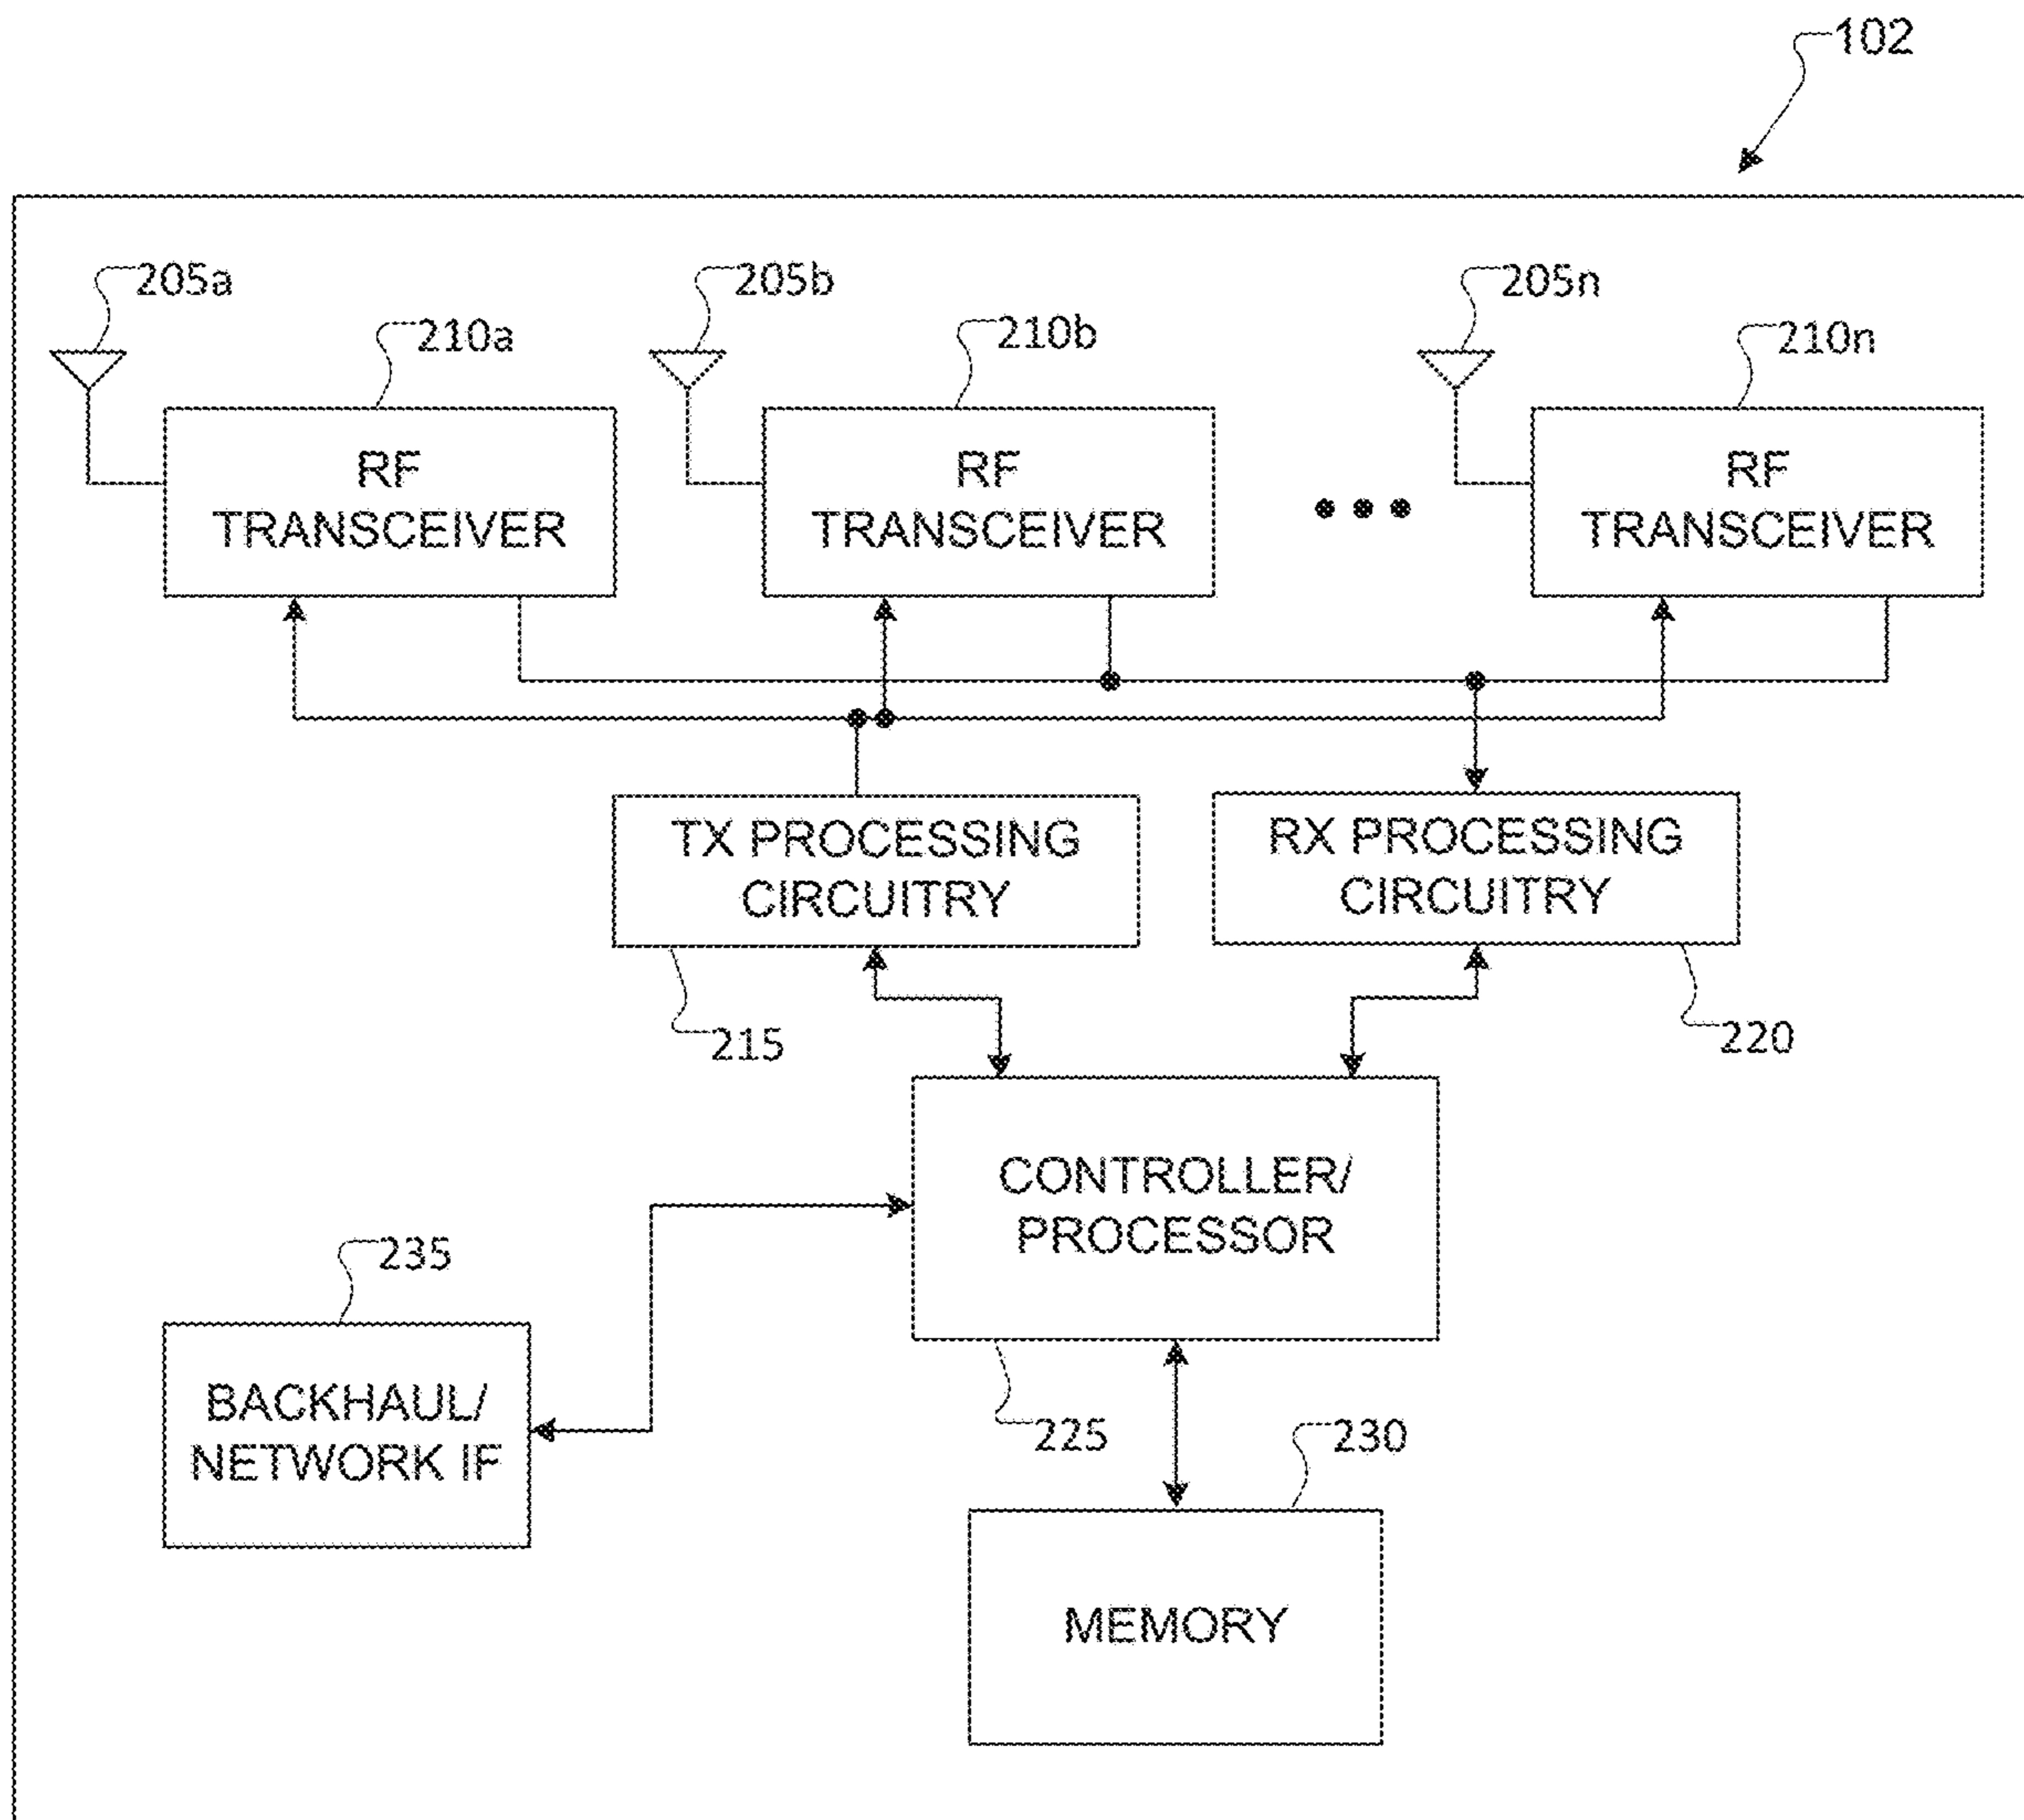 102
205a
205b
205n
210a
210b
210n
RF
TRANSCEIVER
RF
TRANSCEIVER
RF
TRANSCEIVER
TX PROCESSING
CIRCUITRY
RX PROCESSING
CIRCUITRY
215
220
CONTROLLER/
PROCESSOR
235
BACKHAUL/
NETWORK IF
225
230
MEMORY